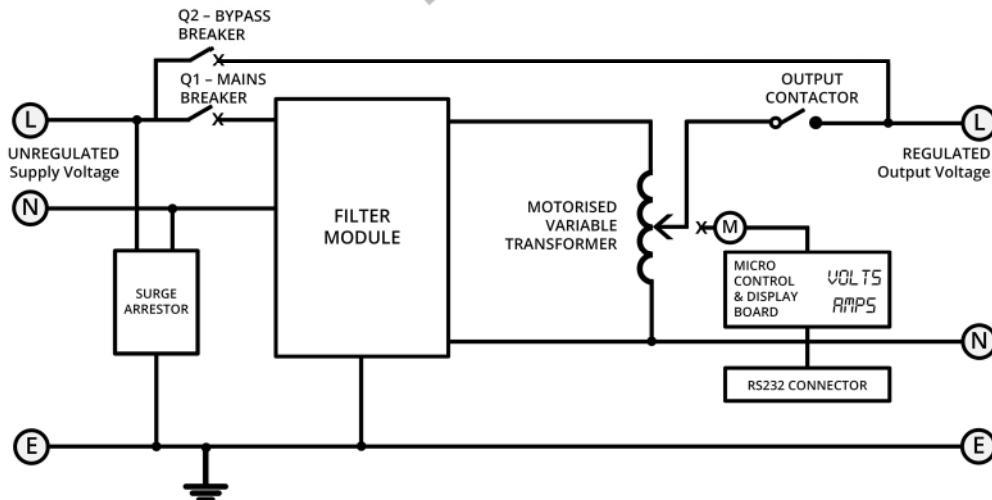 Q2 – BYPASS
BREAKER
Q1 – MAINS
BREAKER
L
UNREGULATED
Supply Voltage
N
SURGE
ARRESTOR
E
FILTER
MODULE
MOTORISED
VARIABLE
TRANSFORMER
OUTPUT
CONTACTOR
L
REGULATED
Output Voltage
M
MICRO
CONTROL
& DISPLAY
BOARD
VOLTS
AMPS
N
RS232 CONNECTOR
E